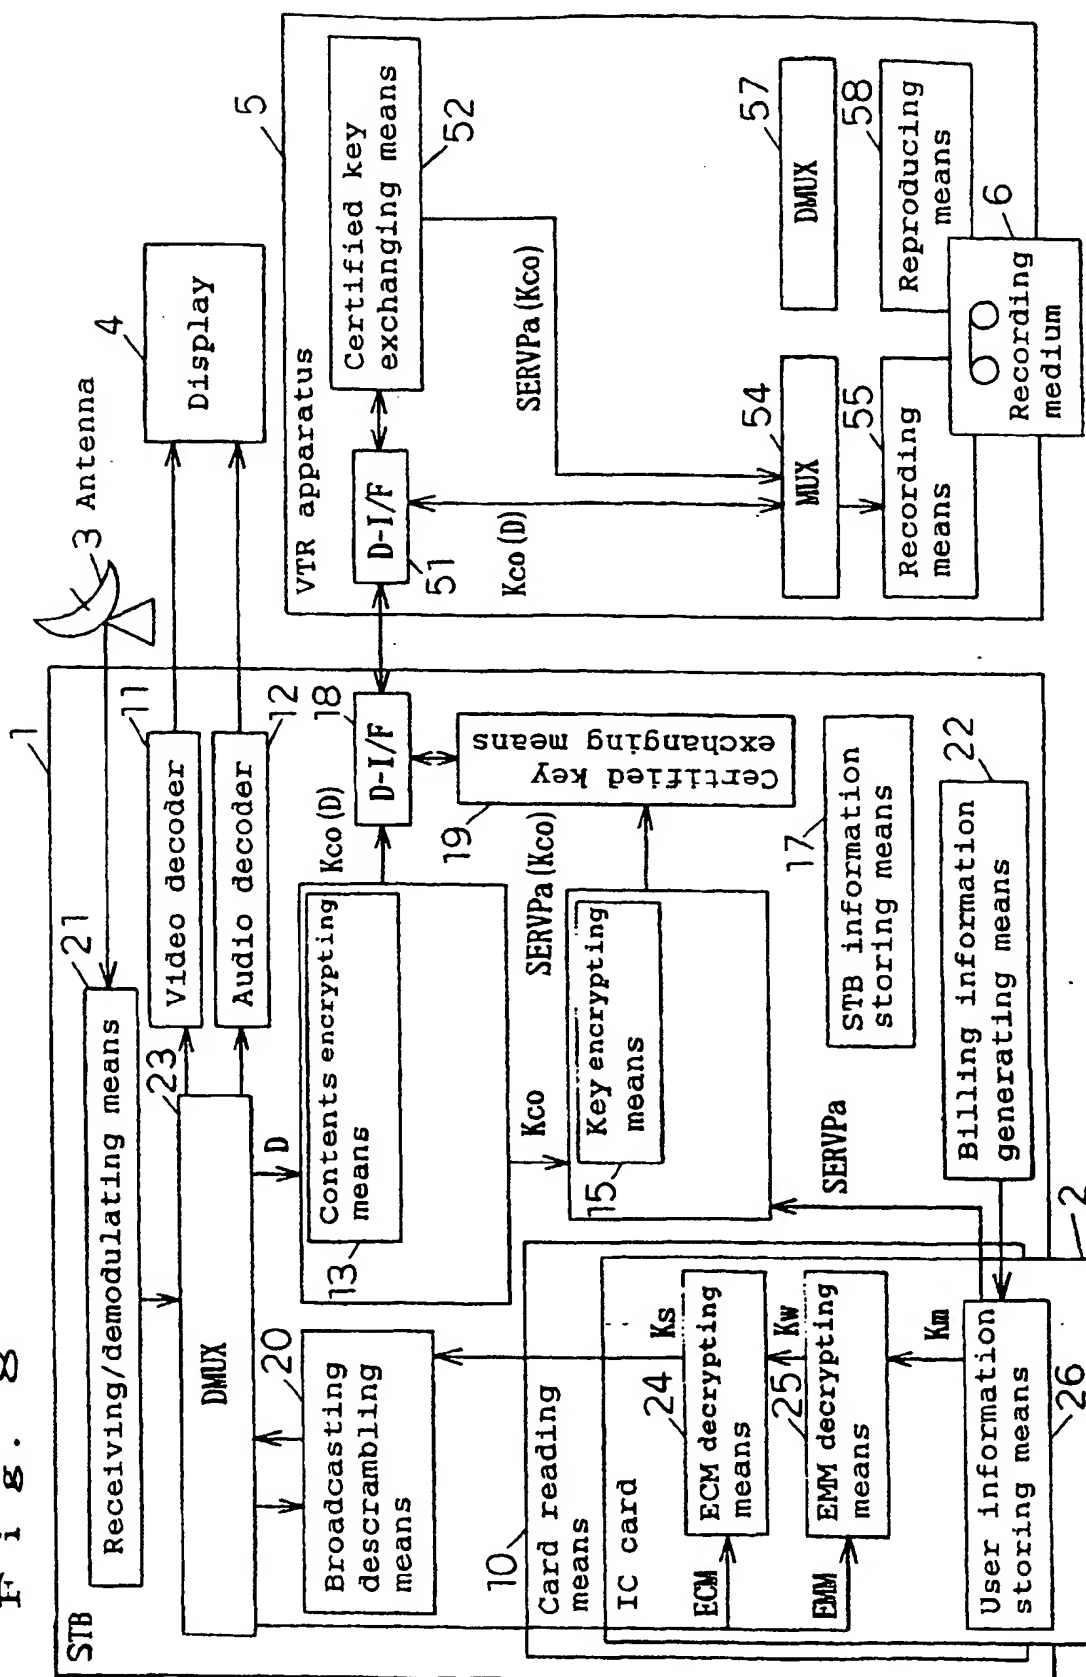 Fig. 8
STB
1
Receiving/demodulating means
21
3 Antenna
4
Display
DMUX
23
Video decoder
11
Audio decoder
12
Broadcasting
descrambling
means
20
D
Contents encrypting
means
13
Kco(D)
D-I/F
18
Certified key
exchanging means
19
Kco
SERVPa(Kco)
Key encrypting
means
15
STB information
storing means
17
Billing information
generating means
22
SERVPa
10
Card reading
means
IC card
2
Ks
ECM
ECM decrypting
means
24
Kw
EMM
EMM decrypting
means
25
Km
User information
storing means
26
VTR apparatus
5
D-I/F
51
Certified key
exchanging means
52
Kco(D)
SERVPa(Kco)
MUX
54
DMUX
57
Recording
means
55
Reproducing
means
58
Recording
medium
6